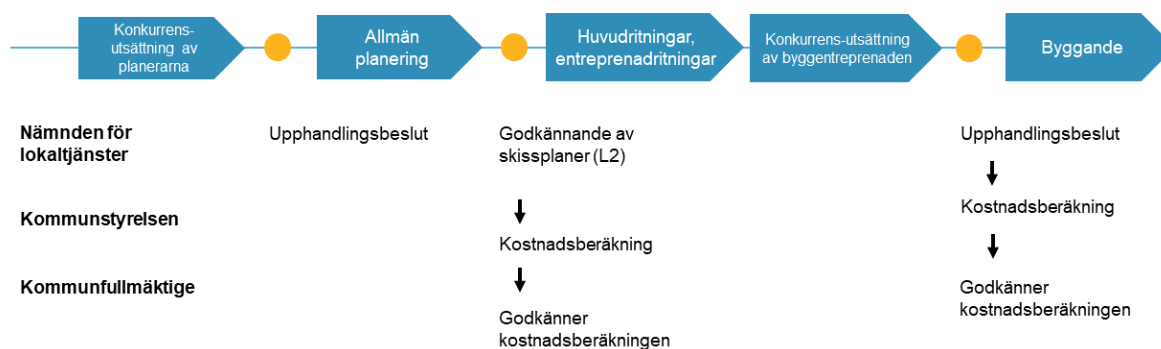 Konkurrens-
utsättning av
planerarna
Allmän
planering
Huvudritningar,
entreprenadritningar
Konkurrens-utsättning
av byggentreprenaden
Byggande
Nämnden för
lokaltjänster
Upphandlingsbeslut
Godkännande av
skissplaner (L2)
Upphandlingsbeslut
Kommunstyrelsen
Kostnadsberäkning
Kostnadsberäkning
Kommunfullmäktige
Godkänner
kostnadsberäkningen
Godkänner
kostnadsberäkningen